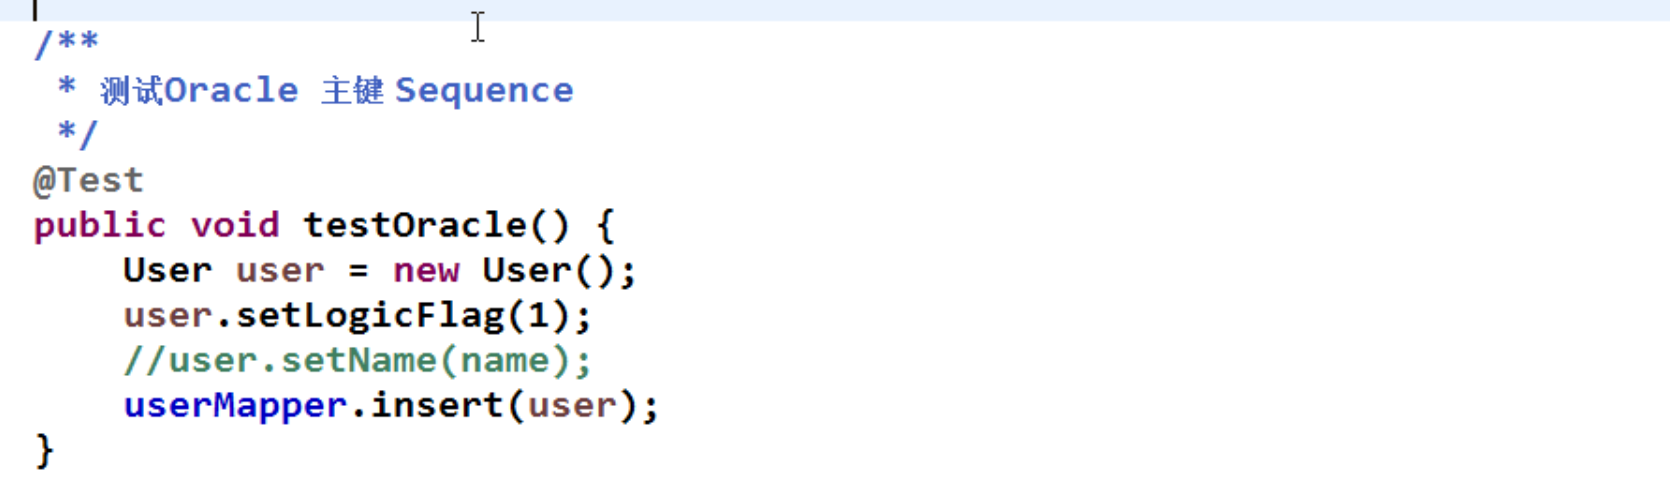 /**
 * 测试Oracle 主键 Sequence
 */
@Test
public void testOracle() {
    User user = new User();
    user.setLogicFlag(1);
    //user.setName(name);
    userMapper.insert(user);
}